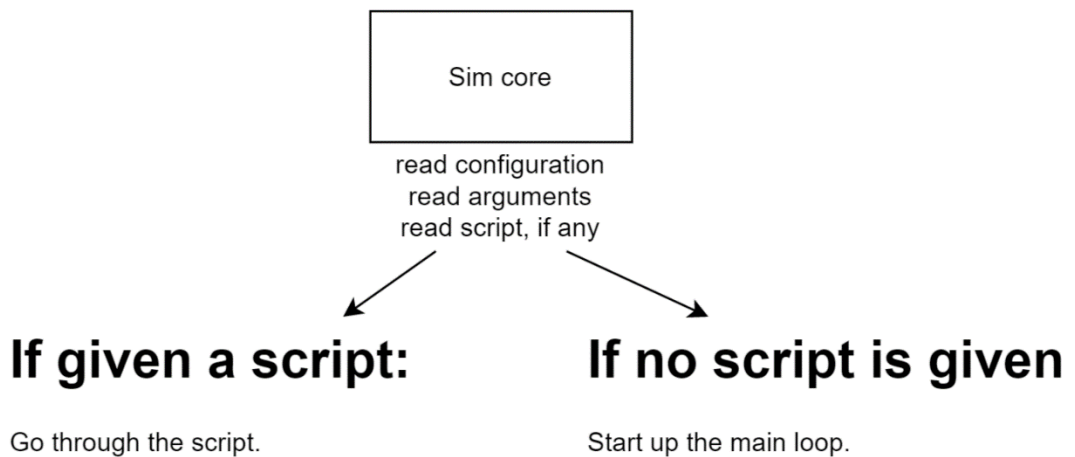 Sim core
read configuration
read arguments
read script, if any
If given a script:
If no script is given
Go through the script.
Start up the main loop.